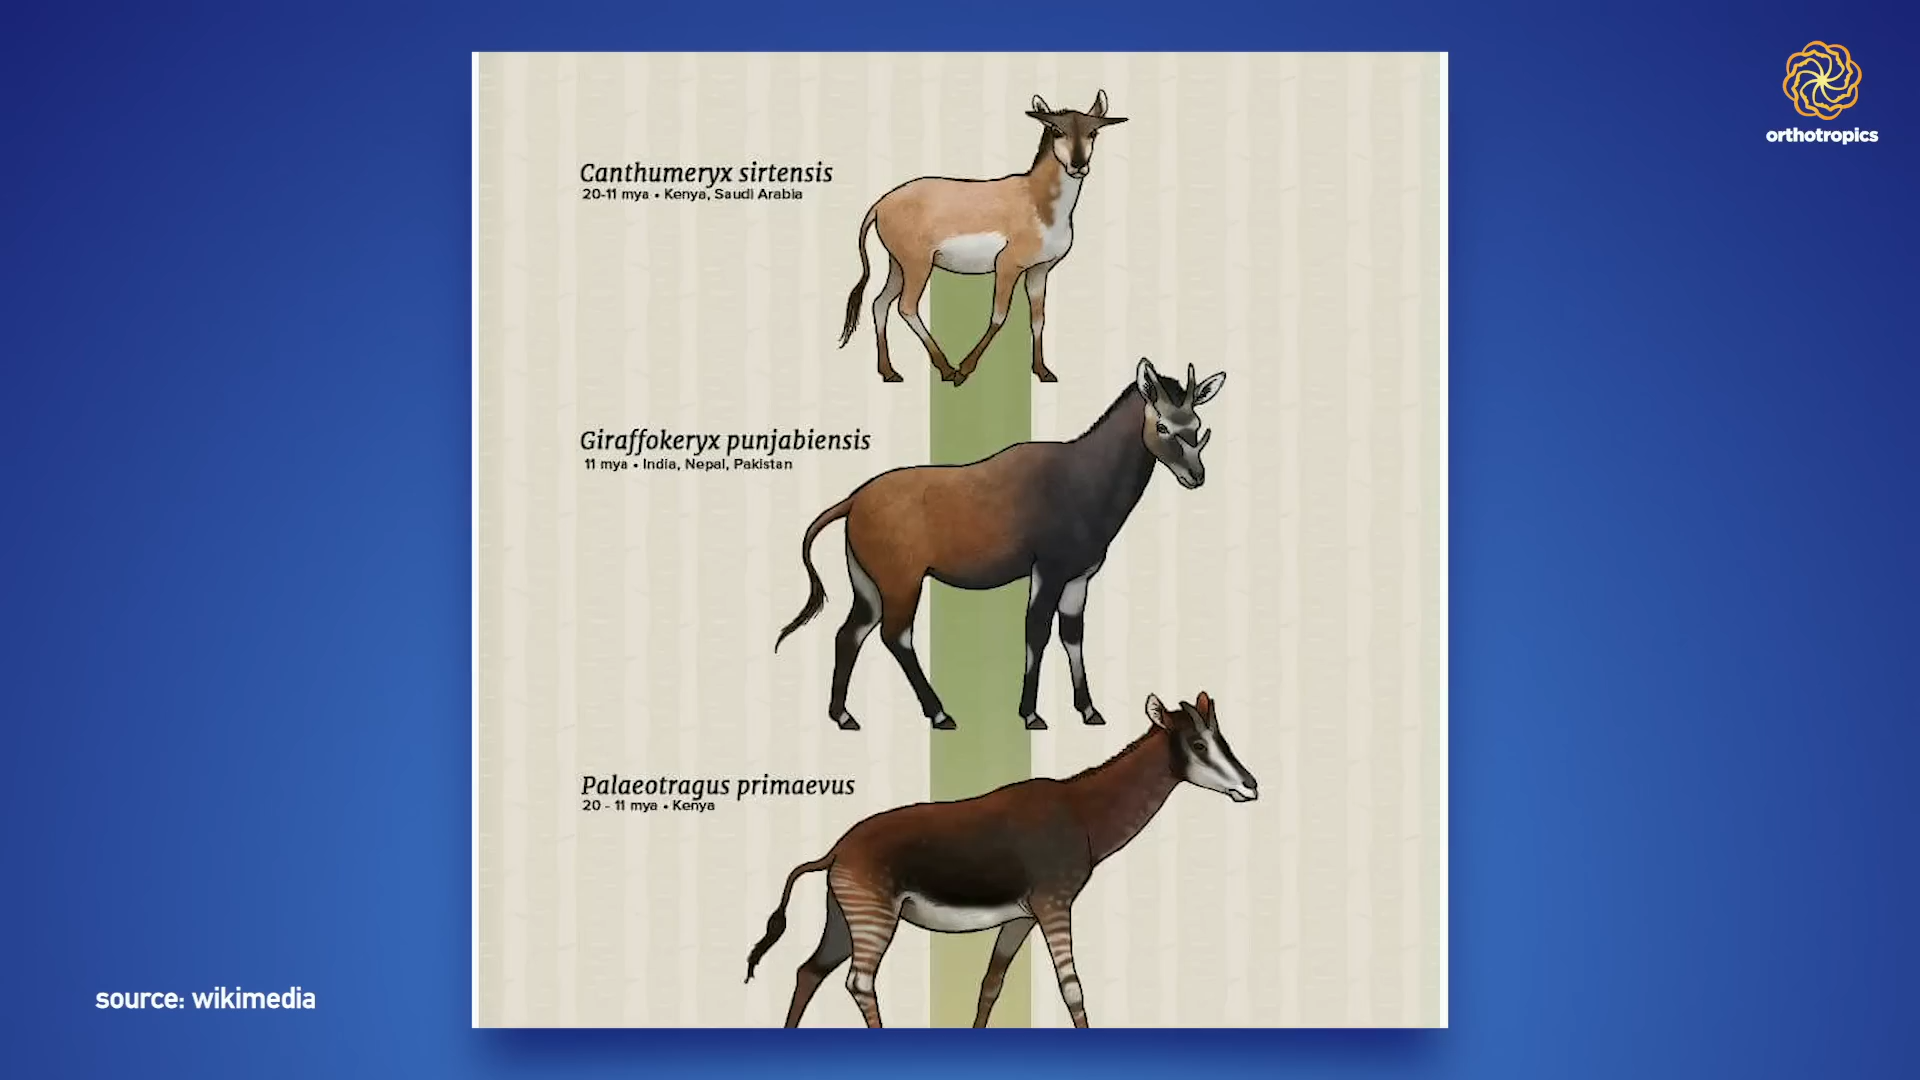 orthotropics
Canthumeryx sirtensis
20-11 mya • Kenya, Saudi Arabia
Giraffokeryx punjabiensis
11 mya • India, Nepal, Pakistan
Palaeotragus primaevus
20 - 11 mya • Kenya
source: wikimedia